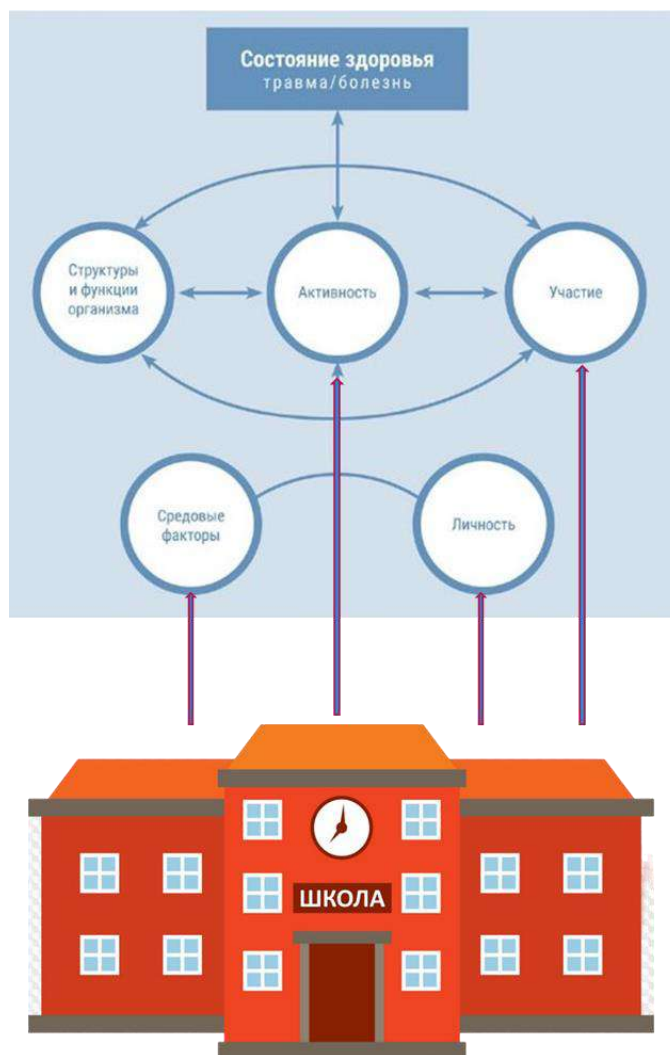 Состояние здоровья
травма/болезнь
Структуры
и функции
организма
Активность
Участие
Средовые
факторы
Личность
ШКОЛА